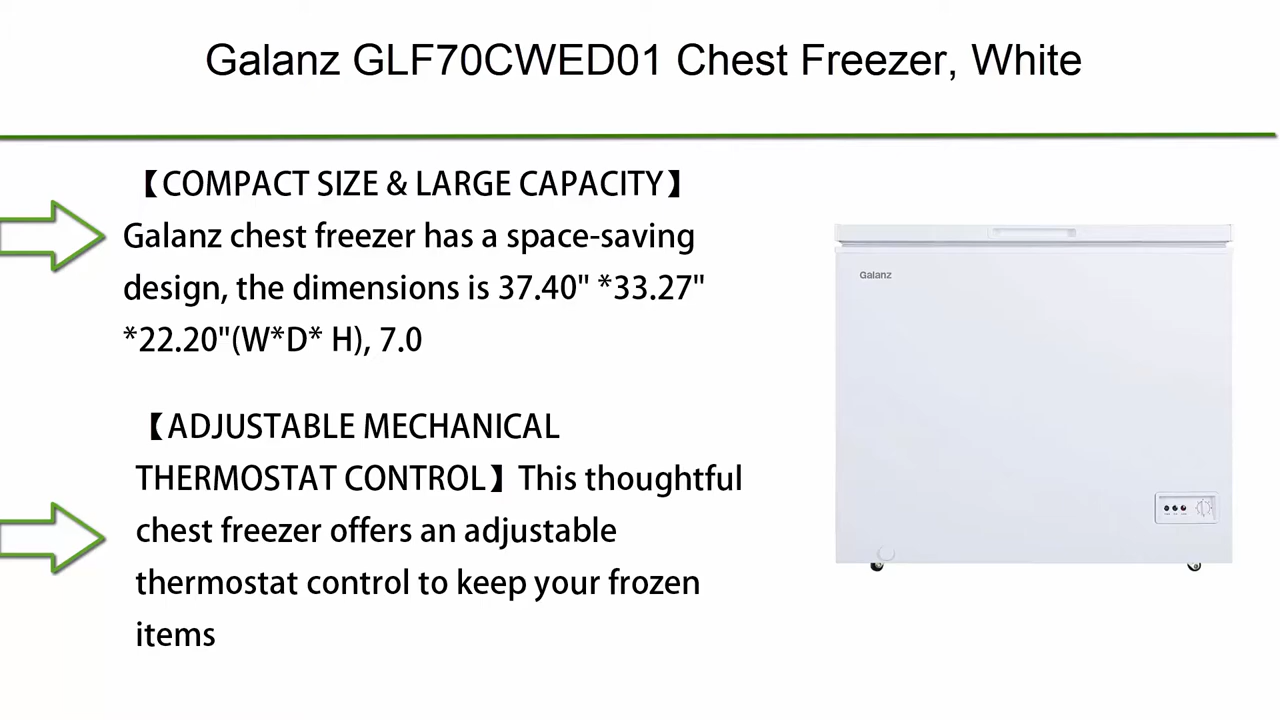 Galanz GLF70CWED01 Chest Freezer, White
【COMPACT SIZE & LARGE CAPACITY】
Galanz chest freezer has a space-saving
design, the dimensions is 37.40" *33.27"
*22.20"(W*D* H), 7.0
【ADJUSTABLE MECHANICAL
THERMOSTAT CONTROL】This thoughtful
chest freezer offers an adjustable
thermostat control to keep your frozen
items
Galanz